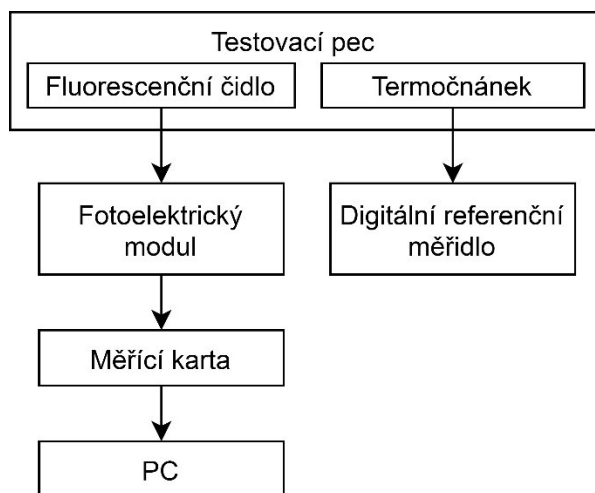 Testovací pec
Fluorescenční čidlo
Termočnánek
Fotoelektrický
modul
Digitální referenční
měřidlo
Měřící karta
PC